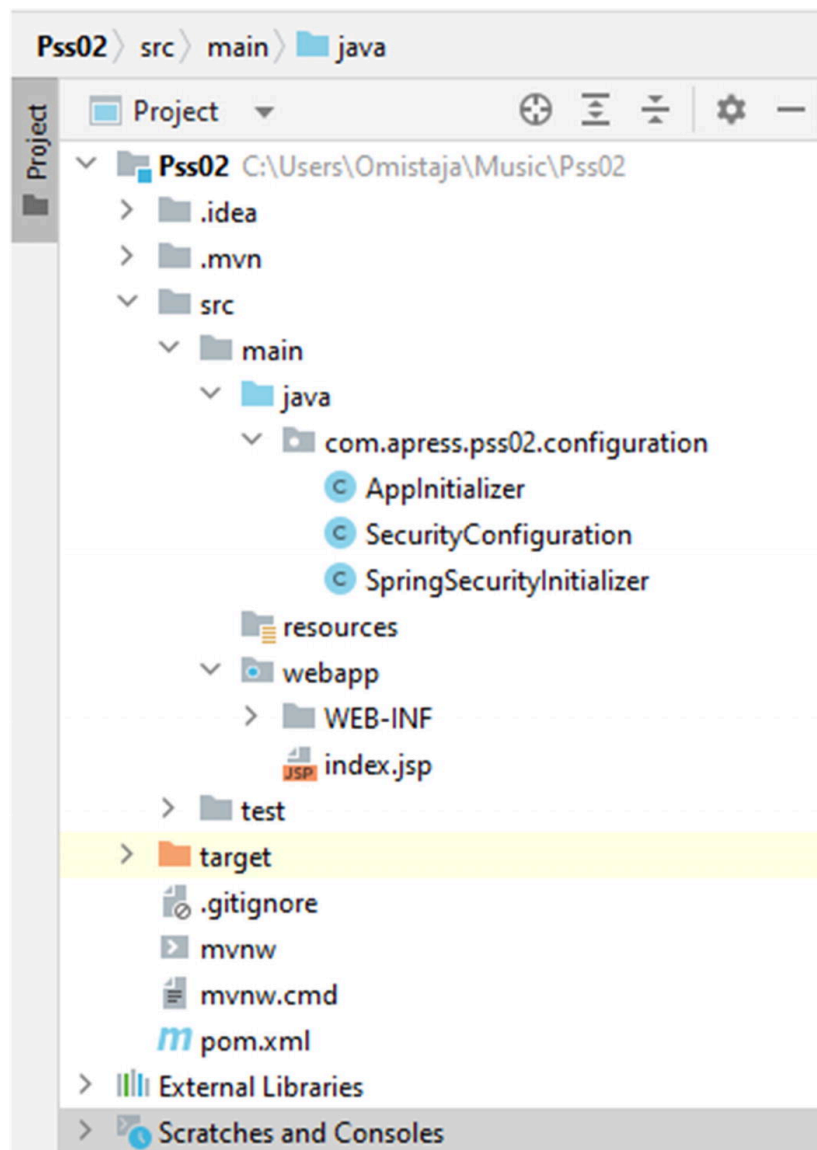 Pss02 src main java
Project
Project
Pss02 C:\Users\Omistaja\Music\Pss02
.idea
.mvn
src
main
java
com.apress.pss02.configuration
C AppInitializer
C SecurityConfiguration
C SpringSecurityInitializer
resources
webapp
WEB-INF
JSP index.jsp
test
target
.gitignore
mvnw
mvnw.cmd
m pom.xml
External Libraries
Scratches and Consoles